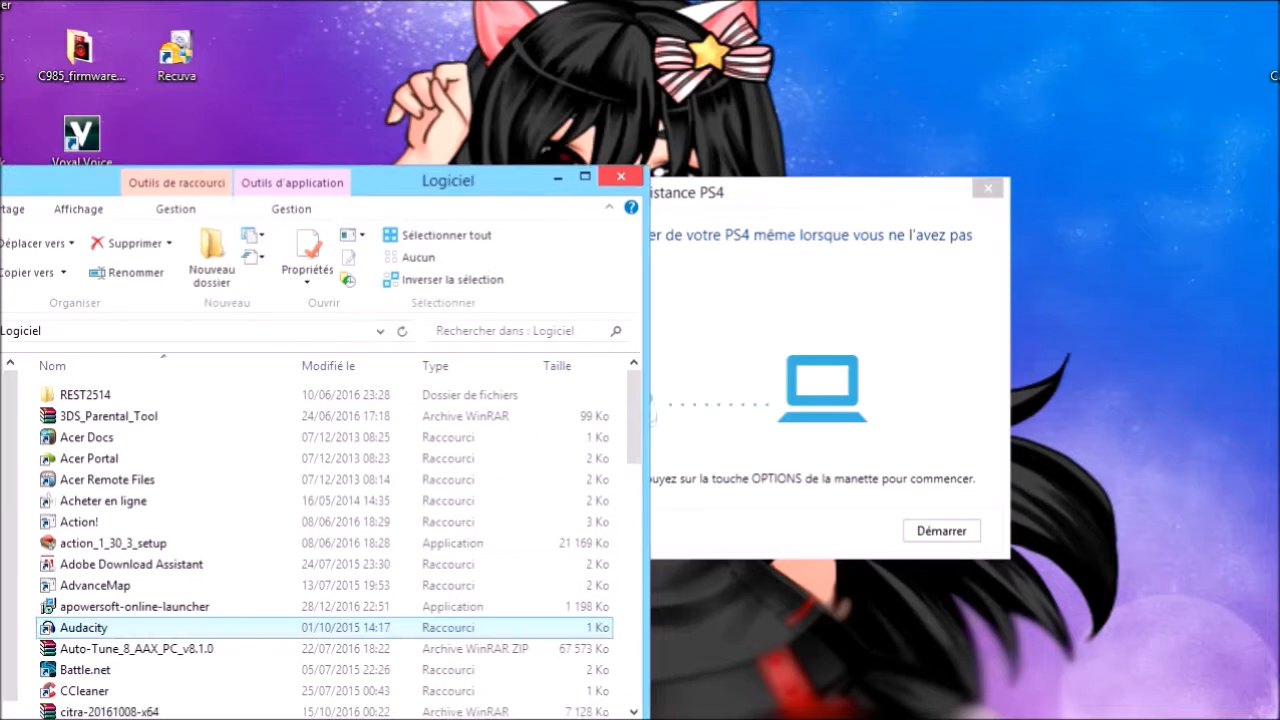 er
C985_firmware...
Recuva
Voxal Voice
Outils de raccourci
Outils d'application
Logiciel
tage
Affichage
Gestion
Gestion
Déplacer vers
Supprimer
Copier vers
Renommer
Nouveau dossier
Propriétés
Sélectionner tout
Aucun
Inverser la sélection
Organiser
Nouveau
Ouvrir
Sélectionner
Logiciel
Rechercher dans : Logiciel
Nom Modifié le Type Taille
REST2514 10/06/2016 23:28 Dossier de fichiers
3DS_Parental_Tool 24/06/2016 17:18 Archive WinRAR 99 Ko
Acer Docs 07/12/2013 08:25 Raccourci 1 Ko
Acer Portal 07/12/2013 08:23 Raccourci 2 Ko
Acer Remote Files 07/12/2013 08:14 Raccourci 2 Ko
Acheter en ligne 16/05/2014 14:35 Raccourci 2 Ko
Action! 08/06/2016 18:29 Raccourci 3 Ko
action_1_30_3_setup 08/06/2016 18:28 Application 21 169 Ko
Adobe Download Assistant 24/07/2015 23:30 Raccourci 2 Ko
AdvanceMap 13/07/2015 19:53 Raccourci 2 Ko
apowersoft-online-launcher 28/12/2016 22:51 Application 1 198 Ko
Audacity 01/10/2015 14:17 Raccourci 1 Ko
Auto-Tune_8_AAX_PC_v8.1.0 22/07/2016 18:22 Archive WinRAR ZIP 67 573 Ko
Battle.net 05/07/2015 22:26 Raccourci 2 Ko
CCleaner 25/07/2015 00:43 Raccourci 1 Ko
citra-20161008-x64 15/10/2016 00:22 Archive WinRAR 7 128 Ko
istance PS4
er de votre PS4 même lorsque vous ne l'avez pas
uyez sur la touche OPTIONS de la manette pour commencer.
Démarrer